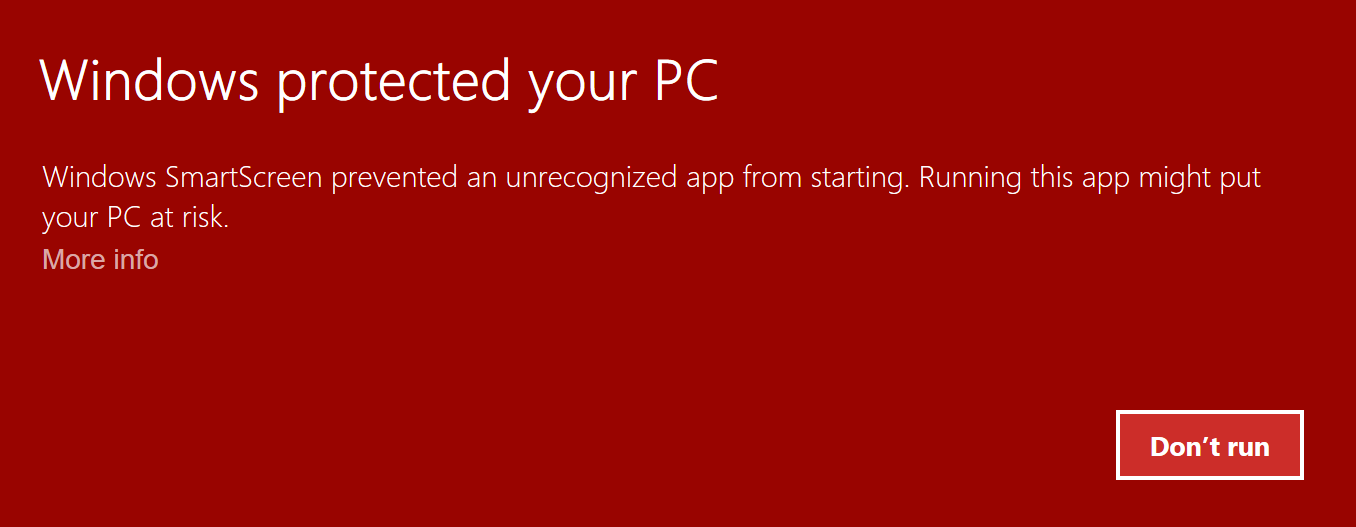 Windows protected your PC
Windows SmartScreen prevented an unrecognized app from starting. Running this app might put
your PC at risk.
More info
Don’t run